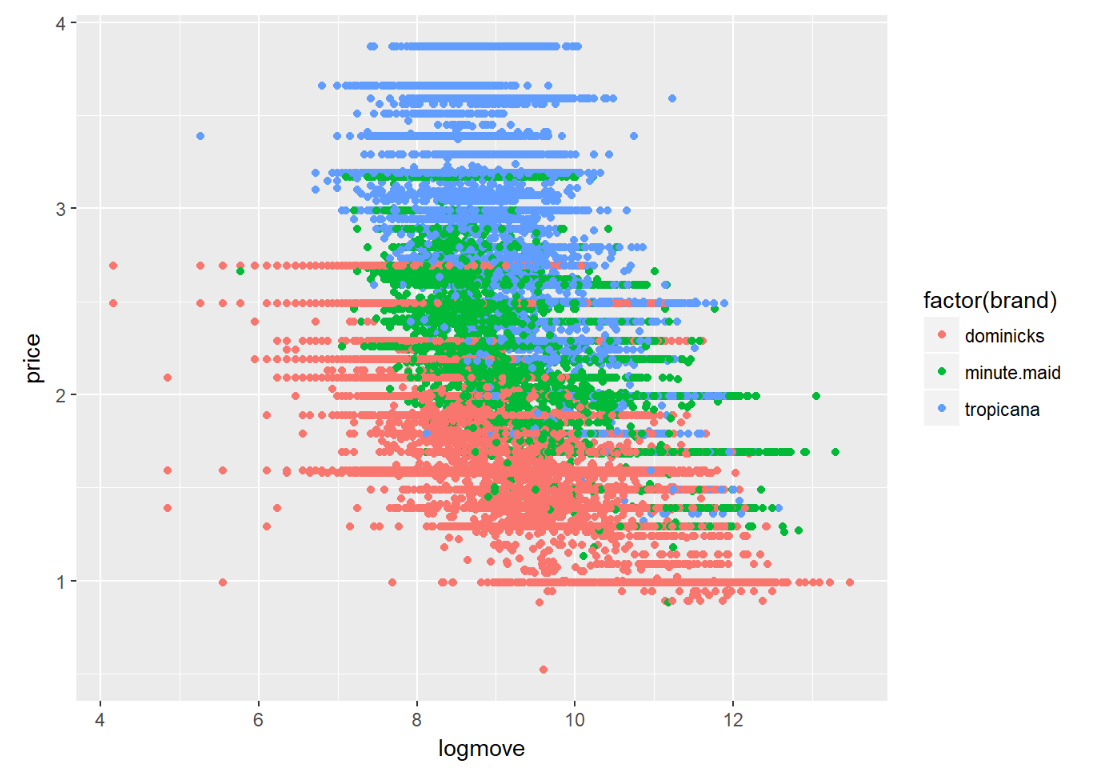 4
3
2
1
price
4 6 8 10 12
logmove
factor(brand)
dominicks
minute.maid
tropicana